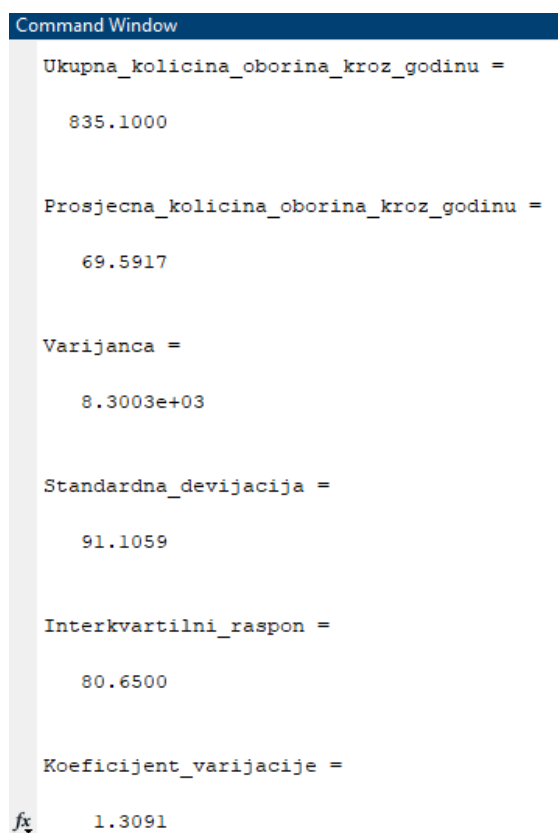 Command Window
Ukupna_kolicina_oborina_kroz_godinu =
835.1000
Prosjecna_kolicina_oborina_kroz_godinu =
69.5917
Varijanca =
8.3003e+03
Standardna_devijacija =
91.1059
Interkvartilni_raspon =
80.6500
Koeficijent_varijacije =
fx 1.3091